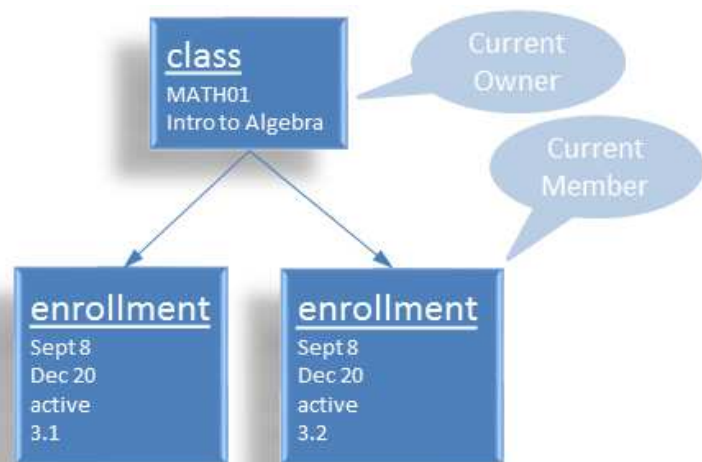 class
MATH01
Intro to Algebra
Current
Owner
Current
Member
enrollment
Sept 8
Dec 20
active
3.1
enrollment
Sept 8
Dec 20
active
3.2